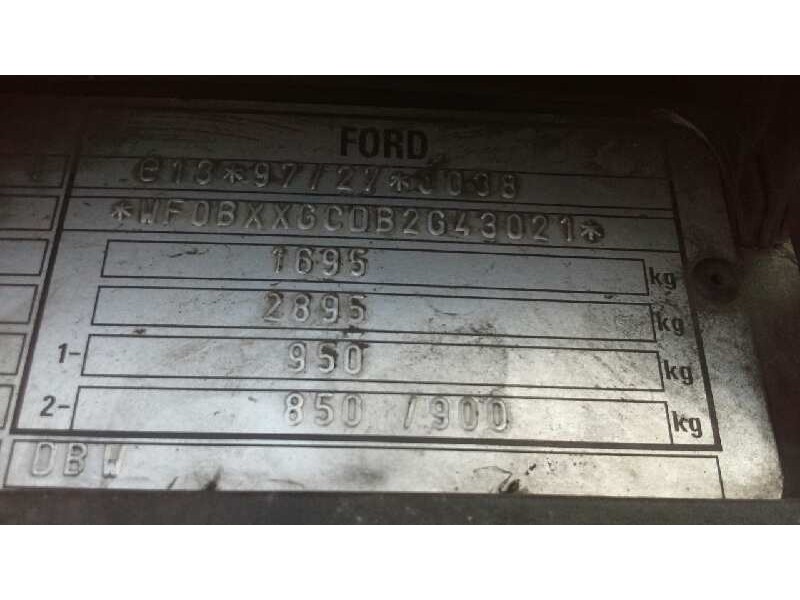 FORD
e13*97/27*0038
*WF0BXXGCDB2G43021*
1695 kg
2895 kg
1- 950 kg
2- 850 /900 kg
DBW